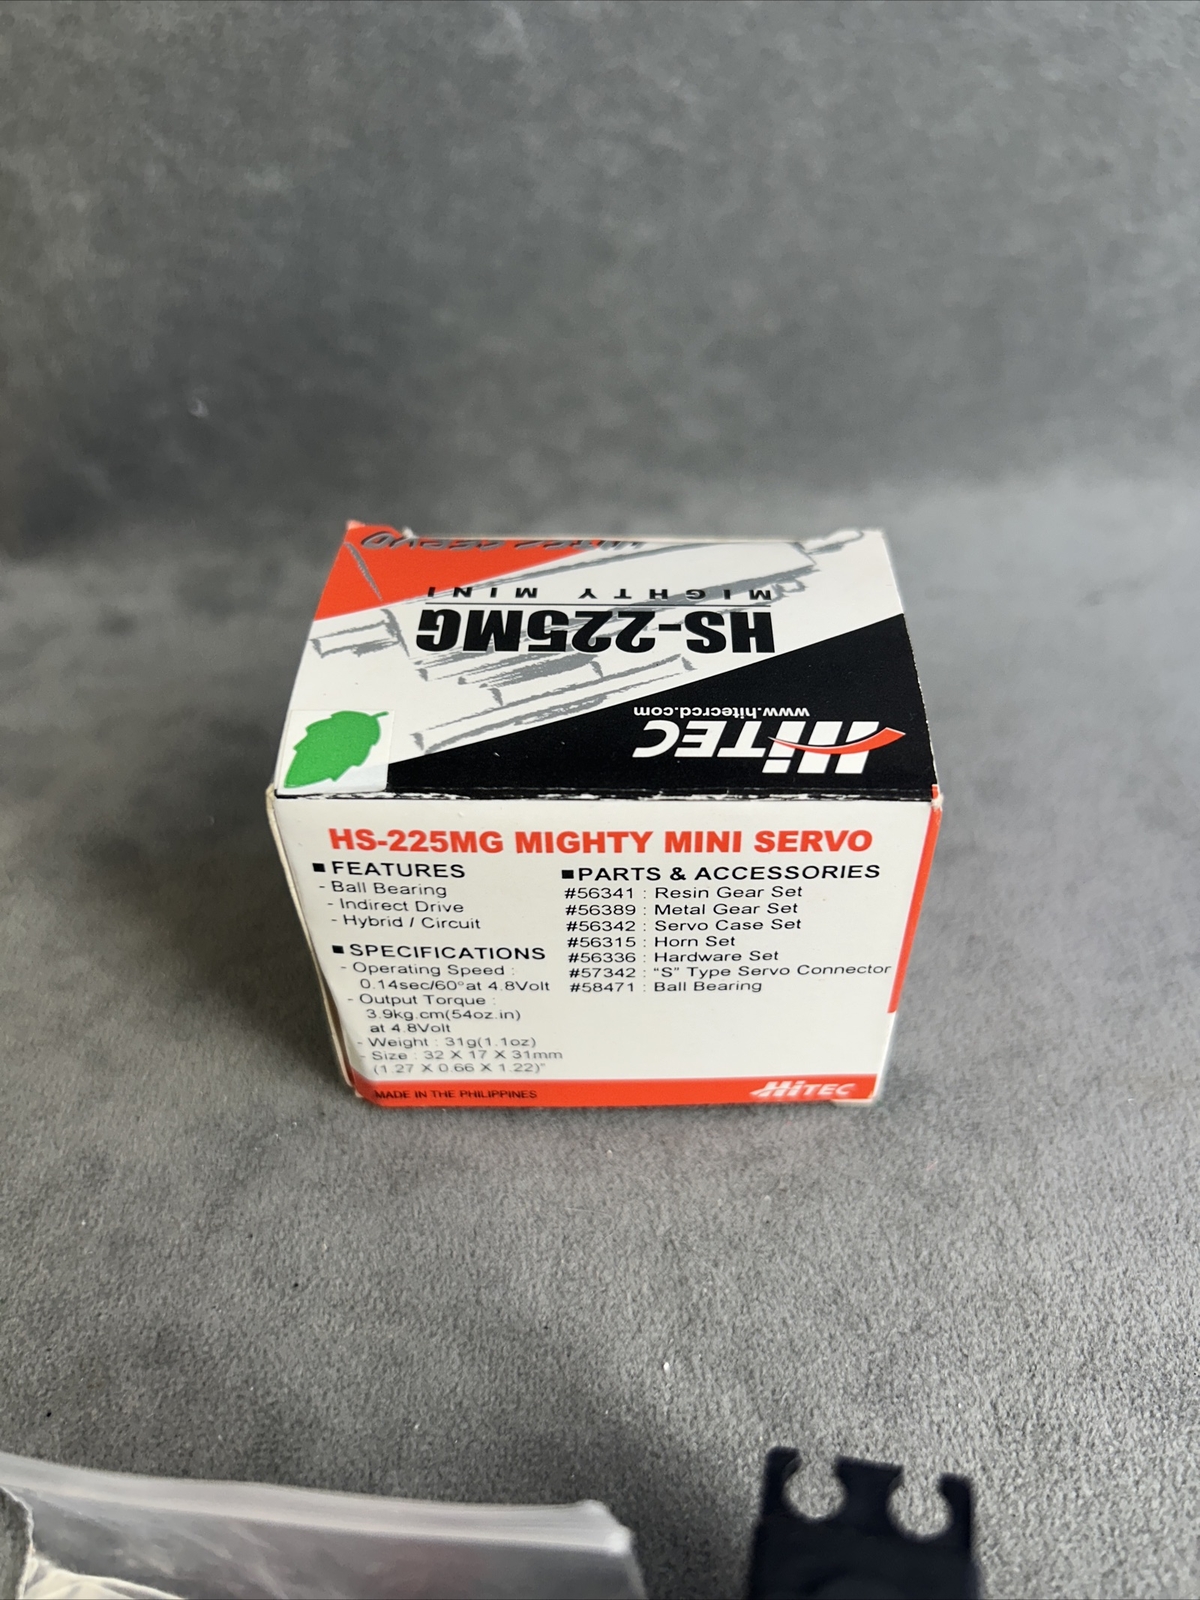 MIGHTY MINI
HS-225MG
www.hitecrcd.com
HiTEC
HS-225MG MIGHTY MINI SERVO
■ FEATURES
- Ball Bearing
- Indirect Drive
- Hybrid / Circuit
■ SPECIFICATIONS
- Operating Speed :
0.14sec/60°at 4.8Volt
- Output Torque :
3.9kg.cm(54oz.in)
at 4.8Volt
- Weight : 31g(1.1oz)
- Size : 32 X 17 X 31mm
(1.27 X 0.66 X 1.22)"
■PARTS & ACCESSORIES
#56341 : Resin Gear Set
#56389 : Metal Gear Set
#56342 : Servo Case Set
#56315 : Horn Set
#56336 : Hardware Set
#57342 : “S” Type Servo Connector
#58471 : Ball Bearing
MADE IN THE PHILIPPINES
HiTEC